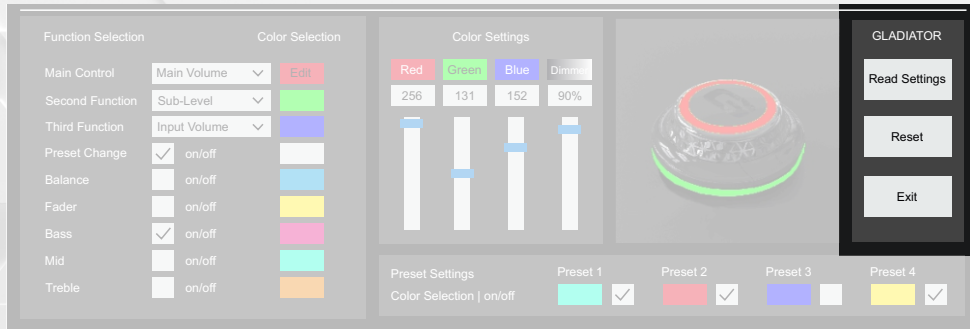 Function Selection
Color Selection
Main Control
Main Volume
Edit
Second Function
Sub-Level
Third Function
Input Volume
Preset Change
on/off
Balance
on/off
Fader
on/off
Bass
on/off
Mid
on/off
Treble
on/off
Color Settings
Red
Green
Blue
Dimmer
256
131
152
90%
GLADIATOR
Read Settings
Reset
Exit
Preset Settings
Preset 1
Preset 2
Preset 3
Preset 4
Color Selection | on/off